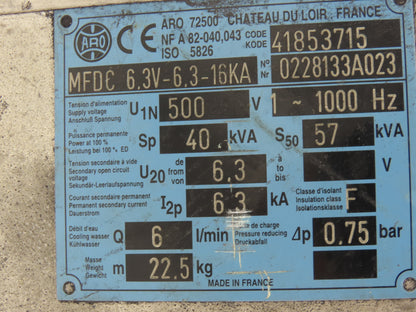 ARO 72500 CHATEAU DU LOIR, FRANCE
ARO CE NF A 82-040,043 CODE KODE 41853715
ISO 5826
MFDC 6.3V-6,3-16KA N° Nr 0228133A023
Tension d'alimentation Supply voltage Anschluß Spannung U1N 500 V 1 ~ 1000 Hz
Puissance permanente Power at 100 % Leistung bei 100 % ED Sp 40 kVA S50 57 kVA
Tension secondaire à vide Secondary open circuit voltage Sekundär-Leerlaufspannung U20 de from von 6.3 à to bis V
Courant secondaire permanent Permanent secondary current Dauerstrom I2p 6.3 kA Classe d'isolant Insulation class Isolationsklasse F
Débit d'eau Cooling water Kühlwasser Q 6 l/min de charge Pressure reducing Druckabfall Δp 0.75 bar
Masse Weight Gewicht m 22.5 kg
MADE IN FRANCE